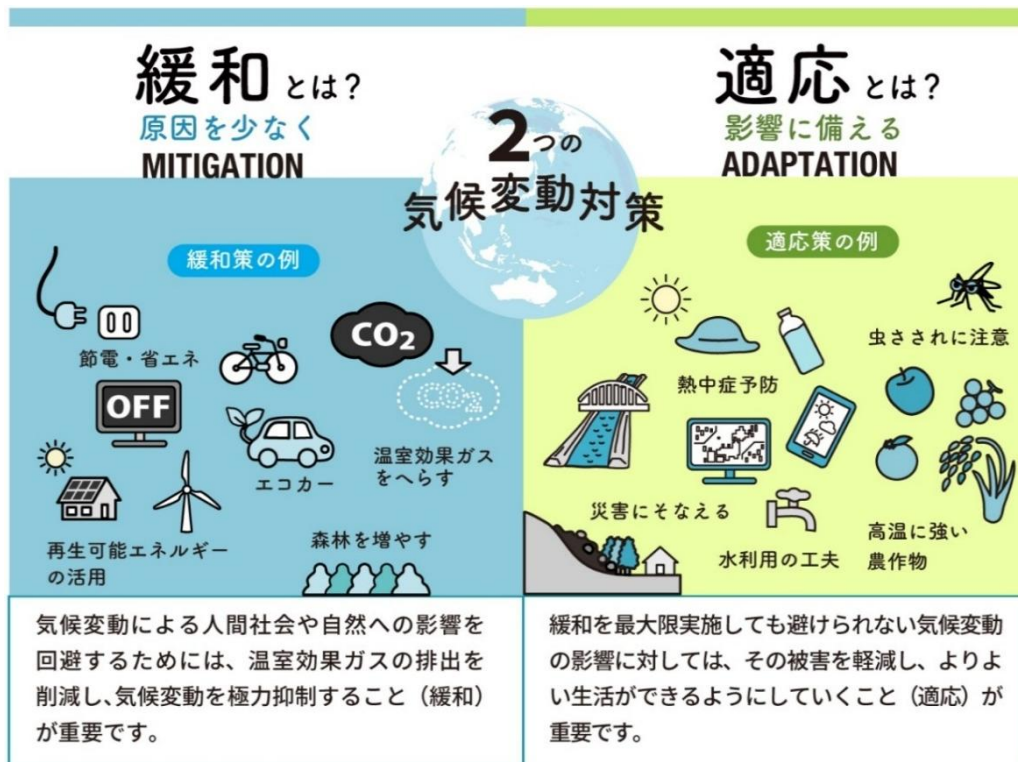 緩和とは?
原因を少なく
MITIGATION
2つの
気候変動対策
適応とは?
影響に備える
ADAPTATION
緩和策の例
節電・省エネ
OFF
CO2
CO2
エコカー
温室効果ガス
をへらす
再生可能エネルギー
の活用
森林を増やす
適応策の例
虫さされに注意
熱中症予防
災害にそなえる
水利用の工夫
高温に強い
農作物
気候変動による人間社会や自然への影響を
回避するためには、温室効果ガスの排出を
削減し、気候変動を極力抑制すること(緩和)
が重要です。
緩和を最大限実施しても避けられない気候変動
の影響に対しては、その被害を軽減し、よりよ
い生活ができるようにしていくこと(適応)が
重要です。